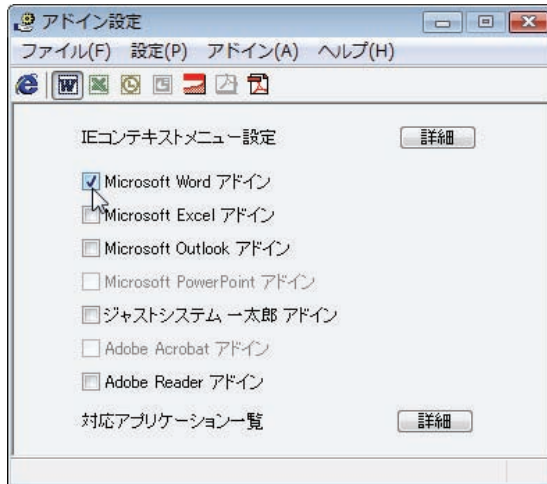 アドイン設定
ファイル(F) 設定(P) アドイン(A) ヘルプ(H)
IEコンテキストメニュー設定 詳細
Microsoft Word アドイン
Microsoft Excel アドイン
Microsoft Outlook アドイン
Microsoft PowerPoint アドイン
ジャストシステム 一太郎 アドイン
Adobe Acrobat アドイン
Adobe Reader アドイン
対応アプリケーション一覧 詳細